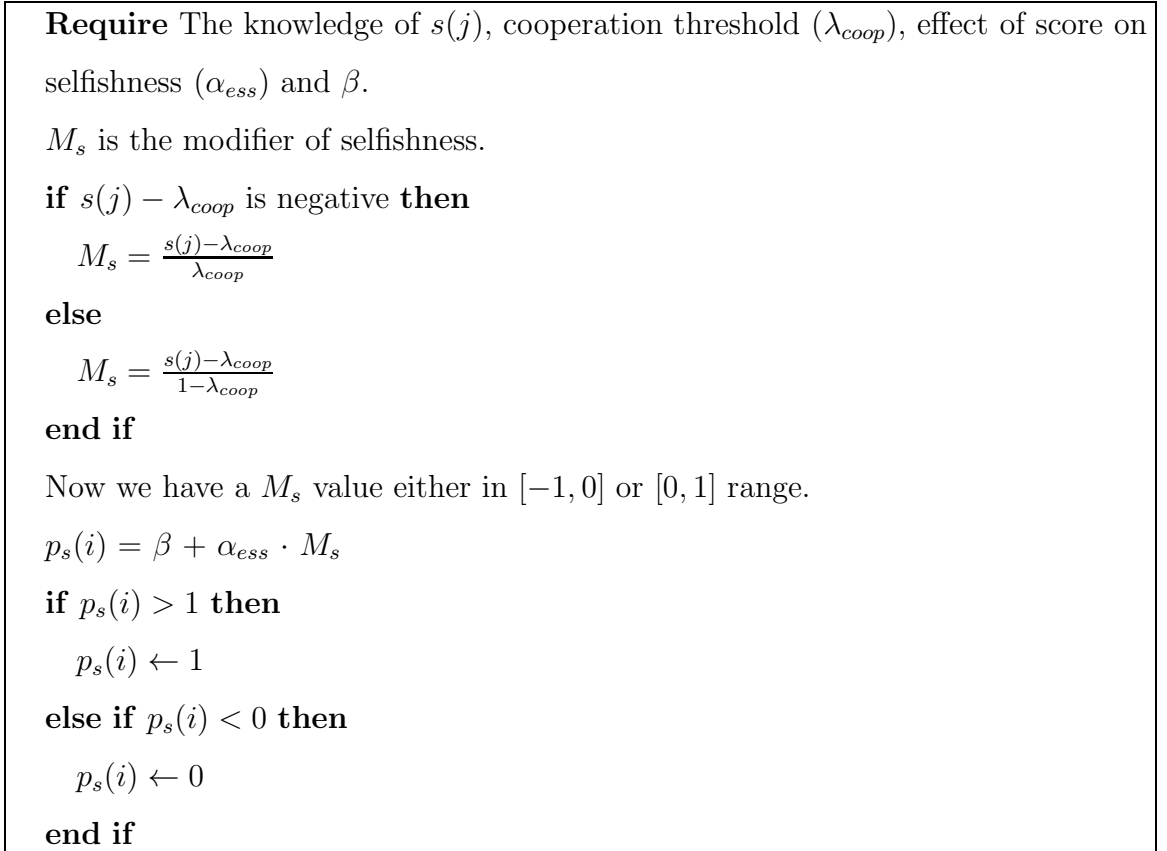 Require The knowledge of s(j), cooperation threshold (λ_coop), effect of score on
selfishness (α_ess) and β.
M_s is the modifier of selfishness.
if s(j) − λ_coop is negative then
M_s = \frac{s(j)−λ_coop}{λ_coop}
else
M_s = \frac{s(j)−λ_coop}{1−λ_coop}
end if
Now we have a M_s value either in [−1, 0] or [0, 1] range.
p_s(i) = β + α_ess · M_s
if p_s(i) > 1 then
p_s(i) ← 1
else if p_s(i) < 0 then
p_s(i) ← 0
end if